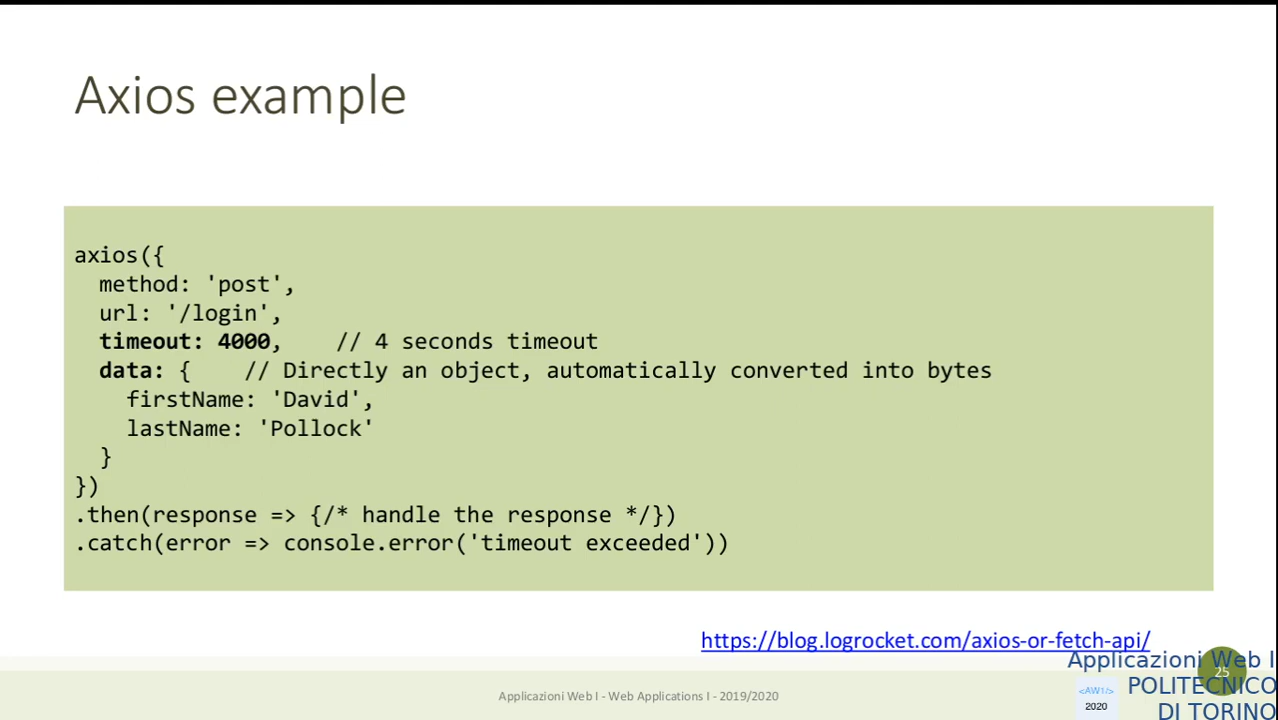 Axios example
axios({
  method: 'post',
  url: '/login',
  timeout: 4000,    // 4 seconds timeout
  data: {    // Directly an object, automatically converted into bytes
    firstName: 'David',
    lastName: 'Pollock'
  }
})
.then(response => {/* handle the response */})
.catch(error => console.error('timeout exceeded'))
https://blog.logrocket.com/axios-or-fetch-api/
Applicazioni Web I - Web Applications I - 2019/2020
25
Applicazioni Web I
POLITECNICO
DI TORINO
<AW1/>
2020